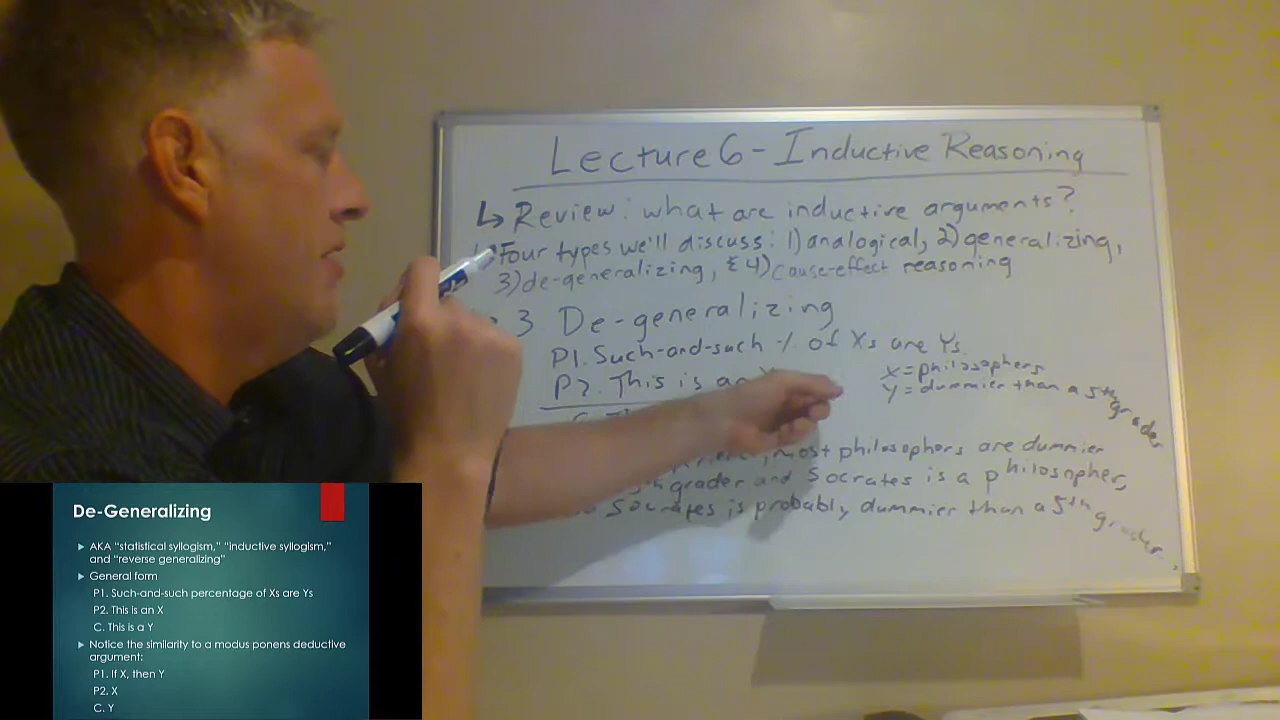 Lecture 6 - Inductive Reasoning
Review: what are inductive arguments?
Four types we'll discuss: 1) analogical, 2) generalizing,
3) de-generalizing, & 4) cause-effect reasoning
3. De-generalizing
P1. Such-and-such % of Xs are Ys.
P2. This is an
X = philosophers
Y = dummier than a 5th grader
most philosophers are dummier
grader and Socrates is a philosopher,
Socrates is probably dummier than a 5th grader.
De-Generalizing
AKA “statistical syllogism,” “inductive syllogism,”
and “reverse generalizing”
General form
P1. Such-and-such percentage of Xs are Ys
P2. This is an X
C. This is a Y
Notice the similarity to a modus ponens deductive
argument:
P1. If X, then Y
P2. X
C. Y